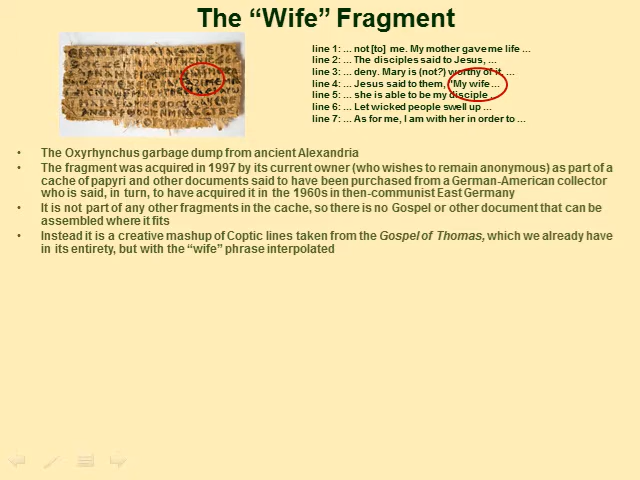 The “Wife” Fragment
line 1: ... not [to] me. My mother gave me life ...
line 2: ... The disciples said to Jesus, ...
line 3: ... deny. Mary is (not?) worthy of it, ...
line 4: ... Jesus said to them, "My wife ...
line 5: ... she is able to be my disciple ..
line 6: ... Let wicked people swell up ...
line 7: ... As for me, I am with her in order to ...
• The Oxyrhynchus garbage dump from ancient Alexandria
• The fragment was acquired in 1997 by its current owner (who wishes to remain anonymous) as part of a
cache of papyri and other documents said to have been purchased from a German-American collector
who is said, in turn, to have acquired it in the 1960s in then-communist East Germany
• It is not part of any other fragments in the cache, so there is no Gospel or other document that can be
assembled where it fits
• Instead it is a creative mashup of Coptic lines taken from the Gospel of Thomas, which we already have
in its entirety, but with the “wife” phrase interpolated